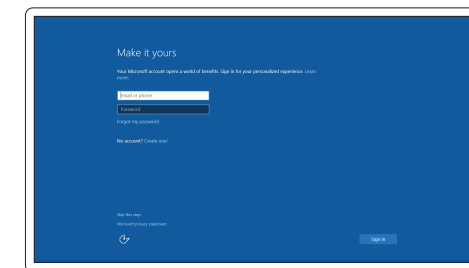 Make it yours
Your Microsoft account opens a world of benefits. Sign in for your personalized experience. Learn
more.
Email or phone
Password
Forgot my password
No account? Create one!
Skip this step
Microsoft privacy statement
Sign in